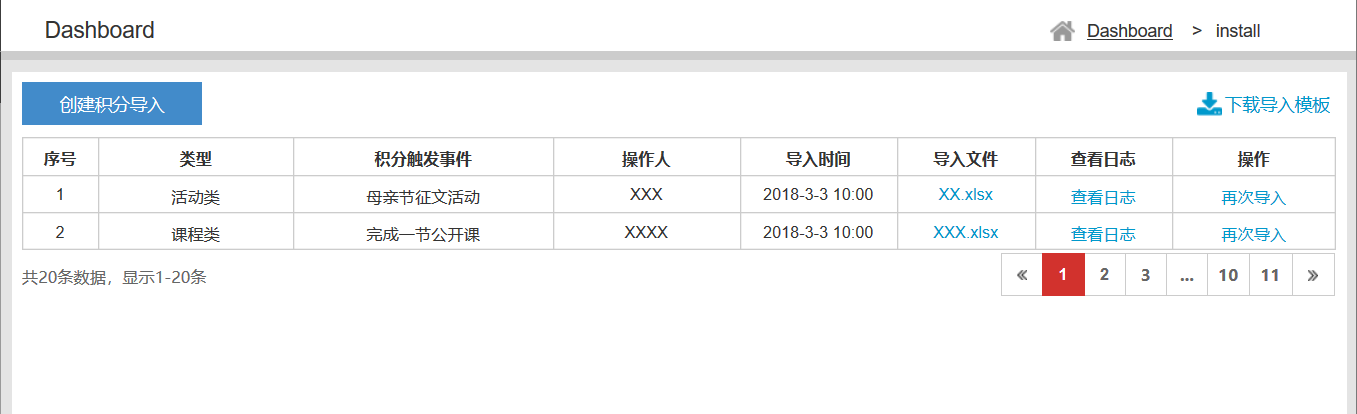 Dashboard
Dashboard > install
创建积分导入
下载导入模板
序号 类型 积分触发事件 操作人 导入时间 导入文件 查看日志 操作
1 活动类 母亲节征文活动 XXX 2018-3-3 10:00 XX.xlsx 查看日志 再次导入
2 课程类 完成一节公开课 XXXX 2018-3-3 10:00 XXX.xlsx 查看日志 再次导入
共20条数据，显示1-20条
« 1 2 3 ... 10 11 »